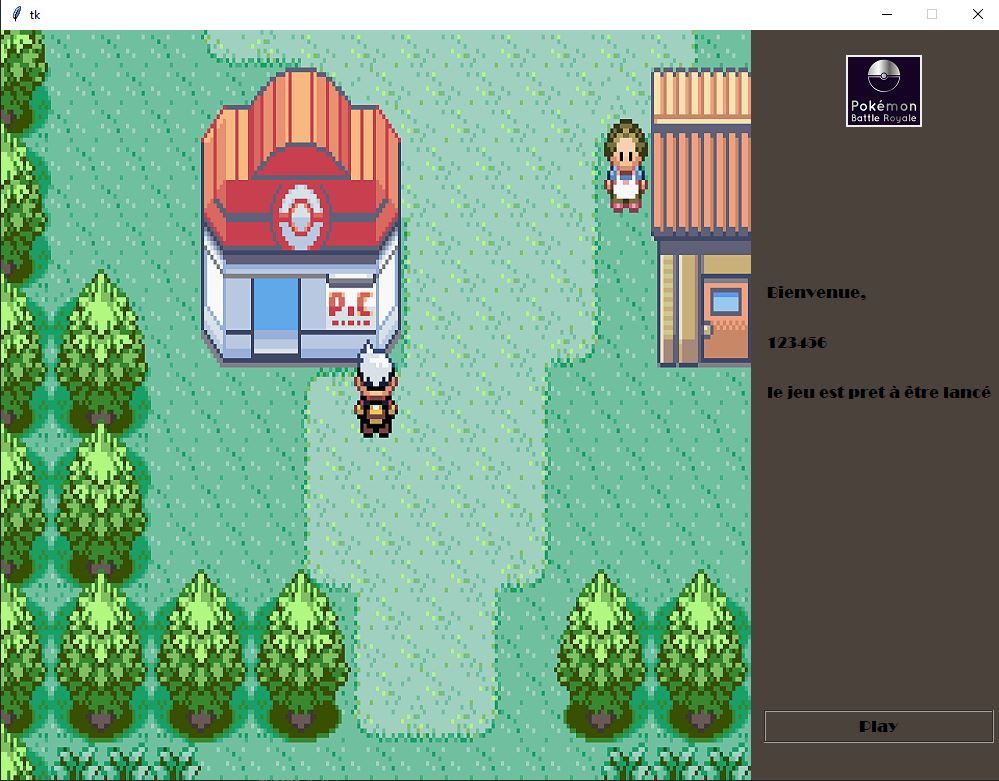 tk
Pokémon
Battle Royale
P.C
Bienvenue,
123456
le jeu est pret à être lancé
Play